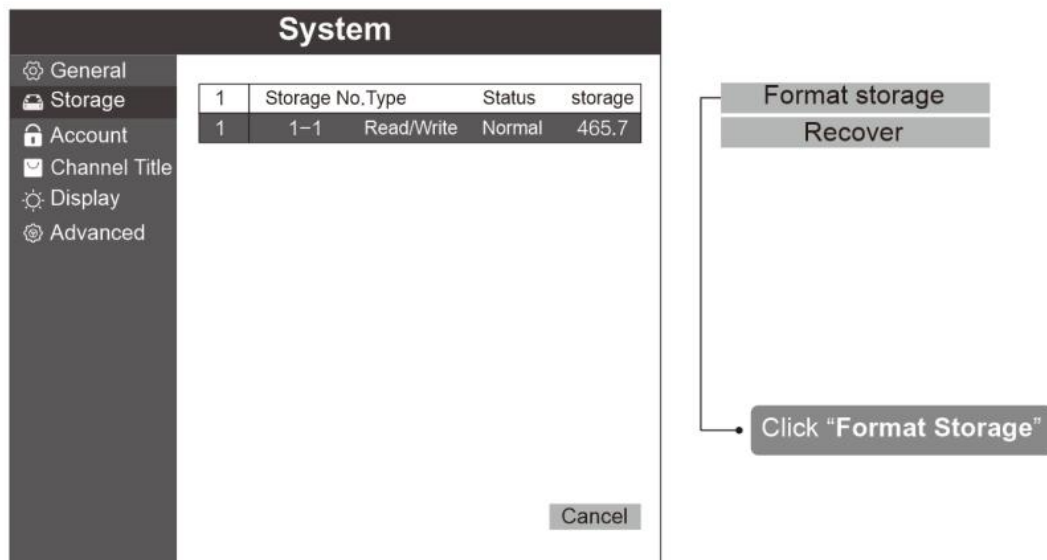 System
General
Storage
Account
Channel Title
Display
Advanced
1 Storage No.Type Status storage
1 1-1 Read/Write Normal 465.7
Cancel
Format storage
Recover
Click “Format Storage”